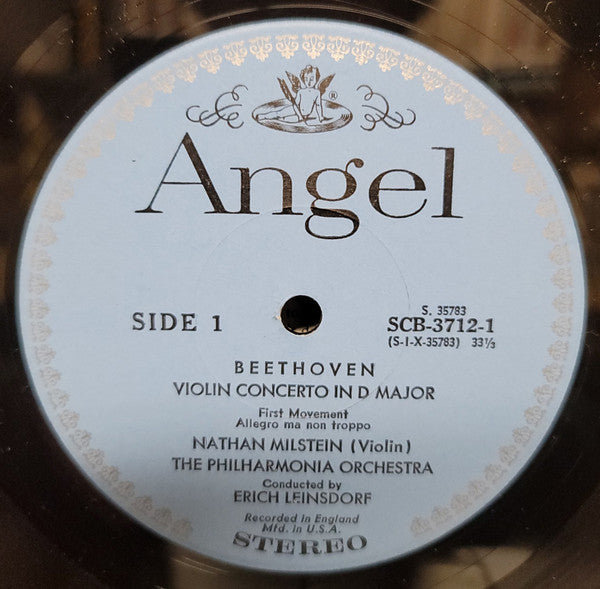 ®
Angel
SIDE 1
S. 35783
SCB-3712-1
(S-I-X-35783) 33⅓
BEETHOVEN
VIOLIN CONCERTO IN D MAJOR
First Movement
Allegro ma non troppo
NATHAN MILSTEIN (Violin)
THE PHILHARMONIA ORCHESTRA
Conducted by
ERICH LEINSDORF
Recorded in England
Mfd. in U.S.A.
STEREO